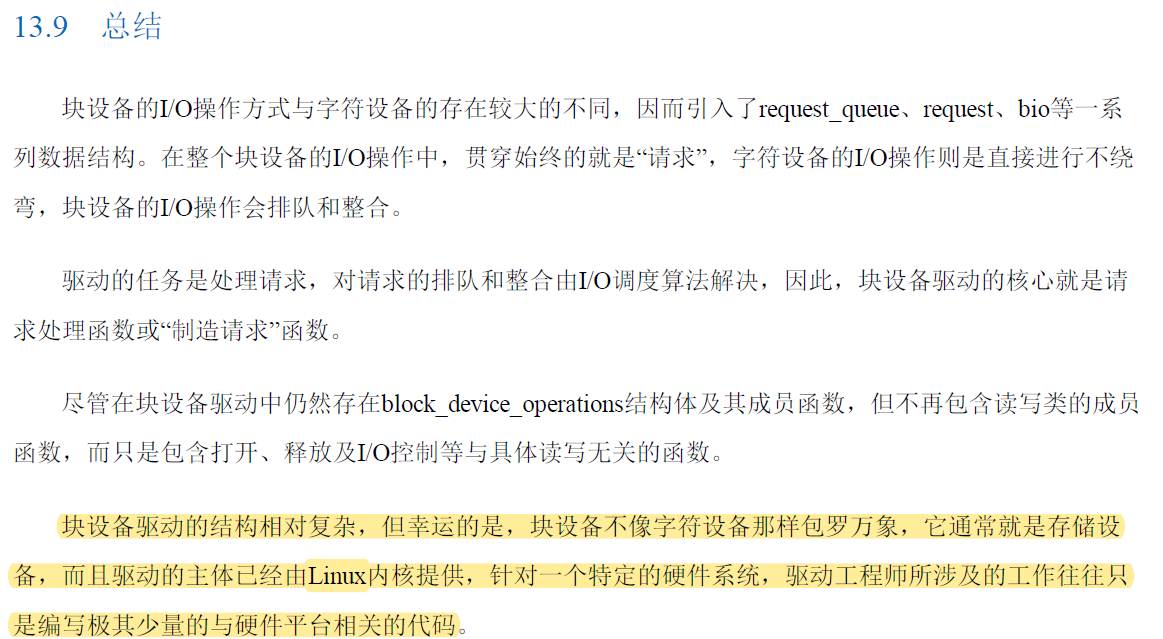 13.9 总结
块设备的I/O操作方式与字符设备的存在较大的不同，因而引入了request_queue、request、bio等一系
列数据结构。在整个块设备的I/O操作中，贯穿始终的就是“请求”，字符设备的I/O操作则是直接进行不绕
弯，块设备的I/O操作会排队和整合。
驱动的任务是处理请求，对请求的排队和整合由I/O调度算法解决，因此，块设备驱动的核心就是请
求处理函数或“制造请求”函数。
尽管在块设备驱动中仍然存在block_device_operations结构体及其成员函数，但不再包含读写类的成员
函数，而只是包含打开、释放及I/O控制等与具体读写无关的函数。
块设备驱动的结构相对复杂，但幸运的是，块设备不像字符设备那样包罗万象，它通常就是存储设
备，而且驱动的主体已经由Linux内核提供，针对一个特定的硬件系统，驱动工程师所涉及的工作往往只
是编写极其少量的与硬件平台相关的代码。